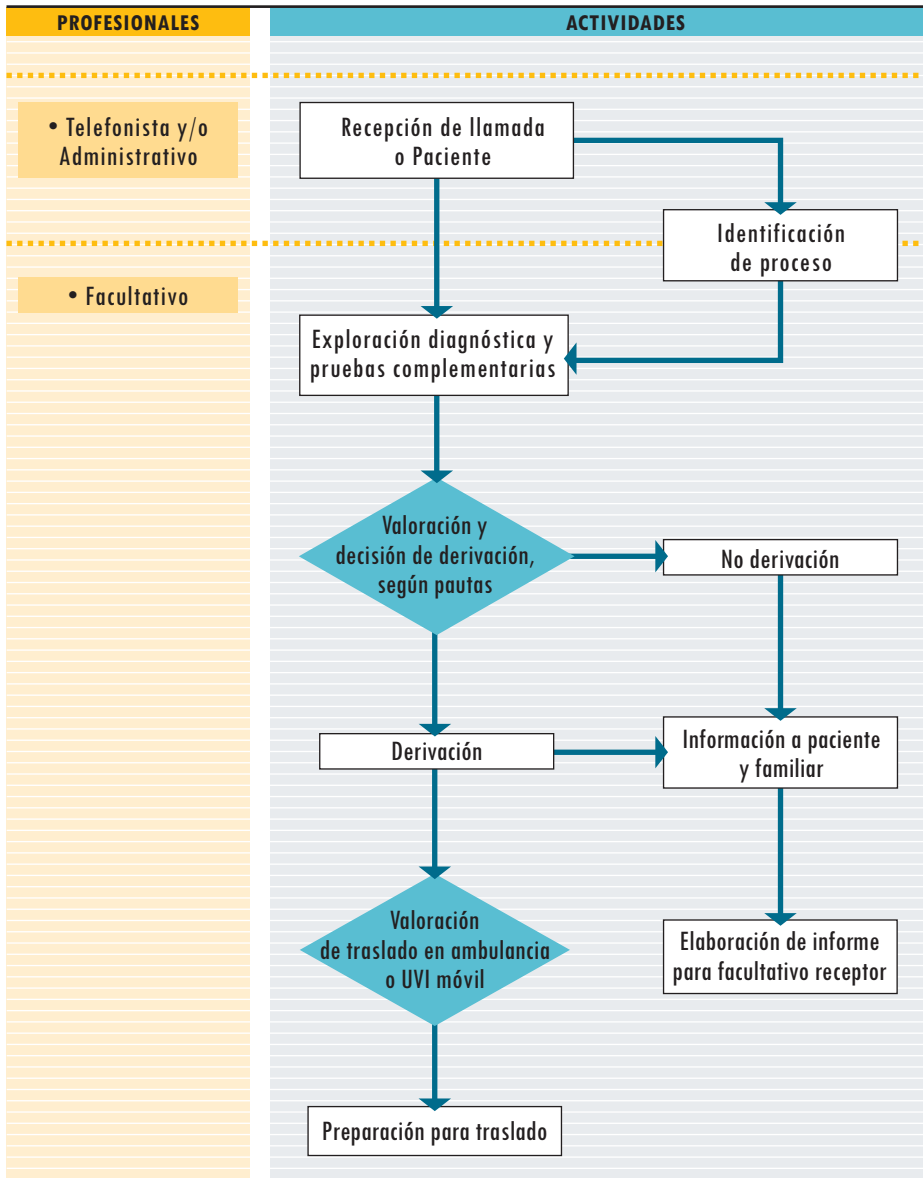 PROFESIONALES
ACTIVIDADES
• Telefonista y/o
Administrativo
Recepción de llamada
o Paciente
Identificación
de proceso
• Facultativo
Exploración diagnóstica y
pruebas complementarias
Valoración y
decisión de derivación,
según pautas
No derivación
Derivación
Información a paciente
y familiar
Valoración
de traslado en ambulancia
o UVI móvil
Elaboración de informe
para facultativo receptor
Preparación para traslado